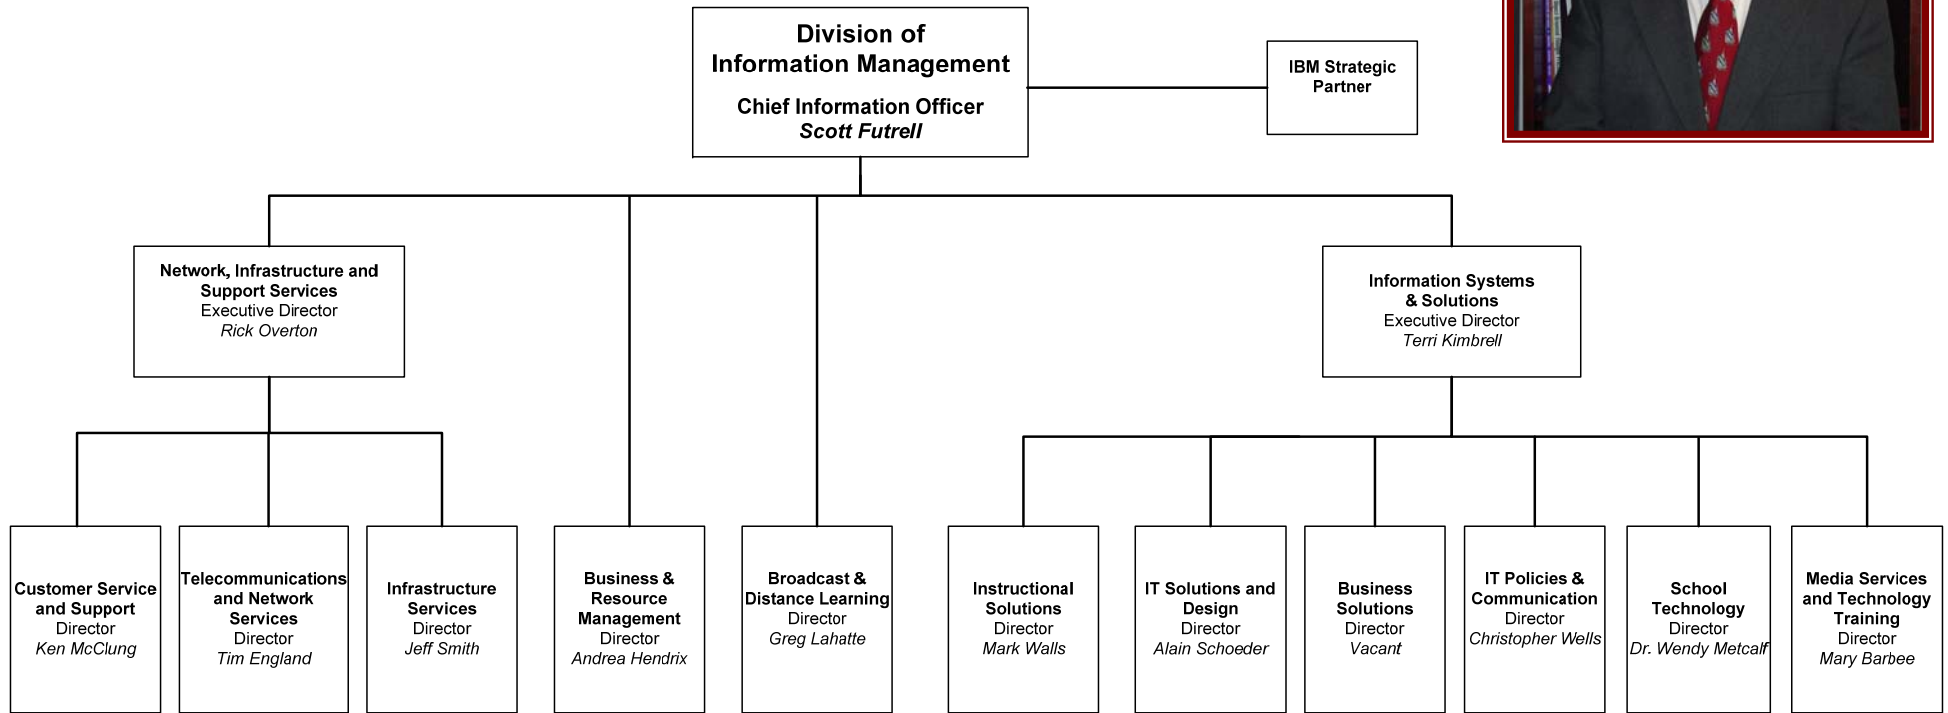 Division of
Information Management
Chief Information Officer
Scott Futrell
IBM Strategic
Partner
Network, Infrastructure and
Support Services
Executive Director
Rick Overton
Information Systems
& Solutions
Executive Director
Terri Kimbrell
Customer Service
and Support
Director
Ken McClung
Telecommunications
and Network
Services
Director
Tim England
Infrastructure
Services
Director
Jeff Smith
Business &
Resource
Management
Director
Andrea Hendrix
Broadcast &
Distance Learning
Director
Greg Lahatte
Instructional
Solutions
Director
Mark Walls
IT Solutions and
Design
Director
Alain Schoeder
Business
Solutions
Director
Vacant
IT Policies &
Communication
Director
Christopher Wells
School
Technology
Director
Dr. Wendy Metcalf
Media Services
and Technology
Training
Director
Mary Barbee